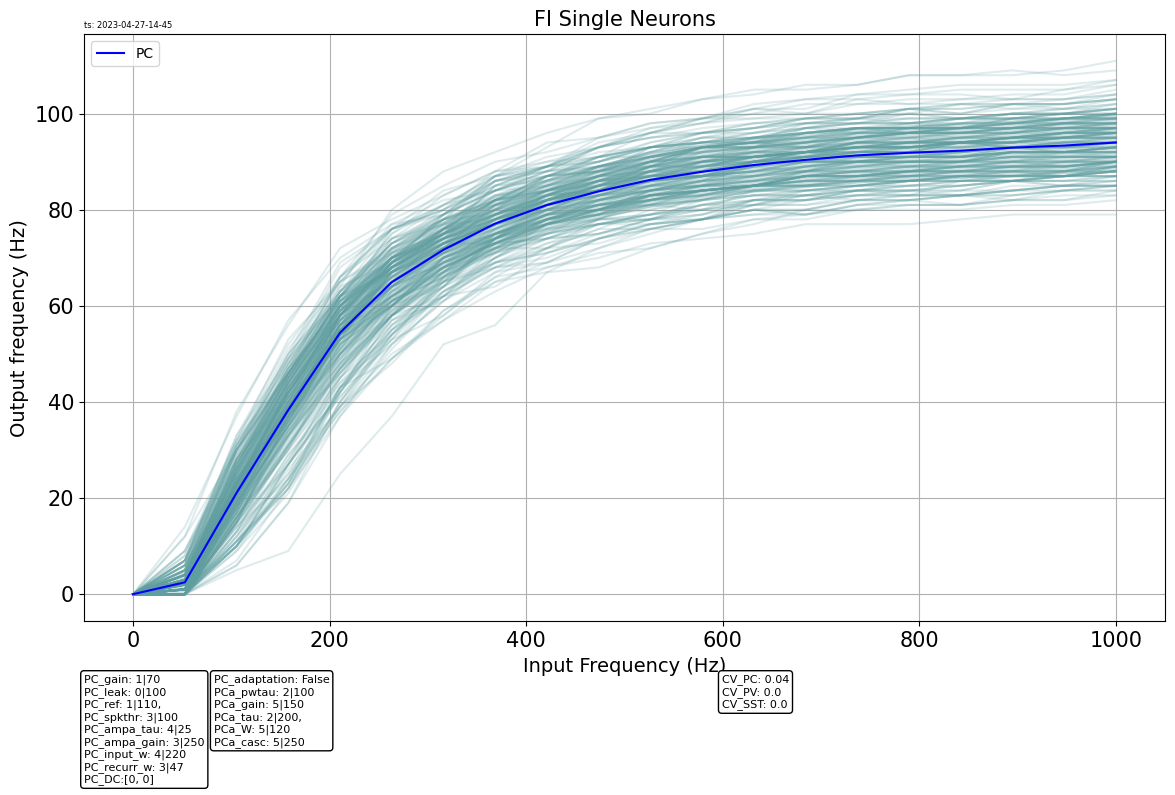 FI Single Neurons
ts: 2023-04-27-14-45
PC
Output frequency (Hz)
100
80
60
40
20
0
0 200 400 600 800 1000
Input Frequency (Hz)
PC_gain: 1|70
PC_leak: 0|100
PC_ref: 1|110,
PC_spkthr: 3|100
PC_ampa_tau: 4|25
PC_ampa_gain: 3|250
PC_input_w: 4|220
PC_recurr_w: 3|47
PC_DC:[0, 0]
PC_adaptation: False
PCa_pwtau: 2|100
PCa_gain: 5|150
PCa_tau: 2|200,
PCa_W: 5|120
PCa_casc: 5|250
CV_PC: 0.04
CV_PV: 0.0
CV_SST: 0.0